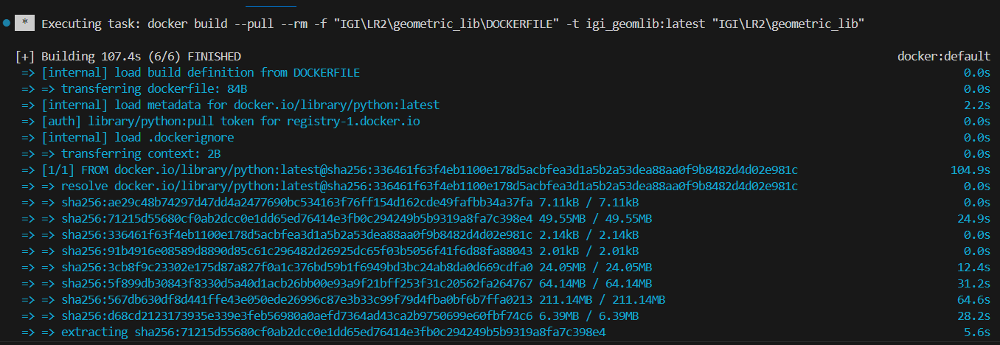 * Executing task: docker build --pull --rm -f "IGI\LR2\geometric_lib\DOCKERFILE" -t igi_geomlib:latest "IGI\LR2\geometric_lib"
[+] Building 107.4s (6/6) FINISHED docker:default
=> [internal] load build definition from DOCKERFILE 0.0s
=> => transferring dockerfile: 84B 0.0s
=> [internal] load metadata for docker.io/library/python:latest 2.2s
=> [auth] library/python:pull token for registry-1.docker.io 0.0s
=> [internal] load .dockerignore 0.0s
=> => transferring context: 2B 0.0s
=> [1/1] FROM docker.io/library/python:latest@sha256:336461f63f4eb1100e178d5acbfea3d1a5b2a53dea88aa0f9b8482d4d02e981c 104.9s
=> => resolve docker.io/library/python:latest@sha256:336461f63f4eb1100e178d5acbfea3d1a5b2a53dea88aa0f9b8482d4d02e981c 0.0s
=> => sha256:ae29c48b74297d47dd4a2477690bc534163f76ff154d162cde49fafbb34a37fa 7.11kB / 7.11kB 0.0s
=> => sha256:71215d55680cf0ab2dcc0e1dd65ed76414e3fb0c294249b5b9319a8fa7c398e4 49.55MB / 49.55MB 24.9s
=> => sha256:336461f63f4eb1100e178d5acbfea3d1a5b2a53dea88aa0f9b8482d4d02e981c 2.14kB / 2.14kB 0.0s
=> => sha256:91b4916e08589d8890d85c61c296482d26925dc65f03b5056f41f6d88fa88043 2.01kB / 2.01kB 0.0s
=> => sha256:3cb8f9c23302e175d87a827f0a1c376bd59b1f6949bd3bc24ab8da0d669cdfa0 24.05MB / 24.05MB 12.4s
=> => sha256:5f899db30843f8330d5a40d1acb26bb00e93a9f21bff253f31c20562fa264767 64.14MB / 64.14MB 31.2s
=> => sha256:567db630df8d441ffe43e050ede26996c87e3b33c99f79d4fba0bf6b7ffa0213 211.14MB / 211.14MB 64.6s
=> => sha256:d68cd2123173935e339e3feb56980a0aefd7364ad43ca2b9750699e60fbf74c6 6.39MB / 6.39MB 28.2s
=> => extracting sha256:71215d55680cf0ab2dcc0e1dd65ed76414e3fb0c294249b5b9319a8fa7c398e4 5.6s